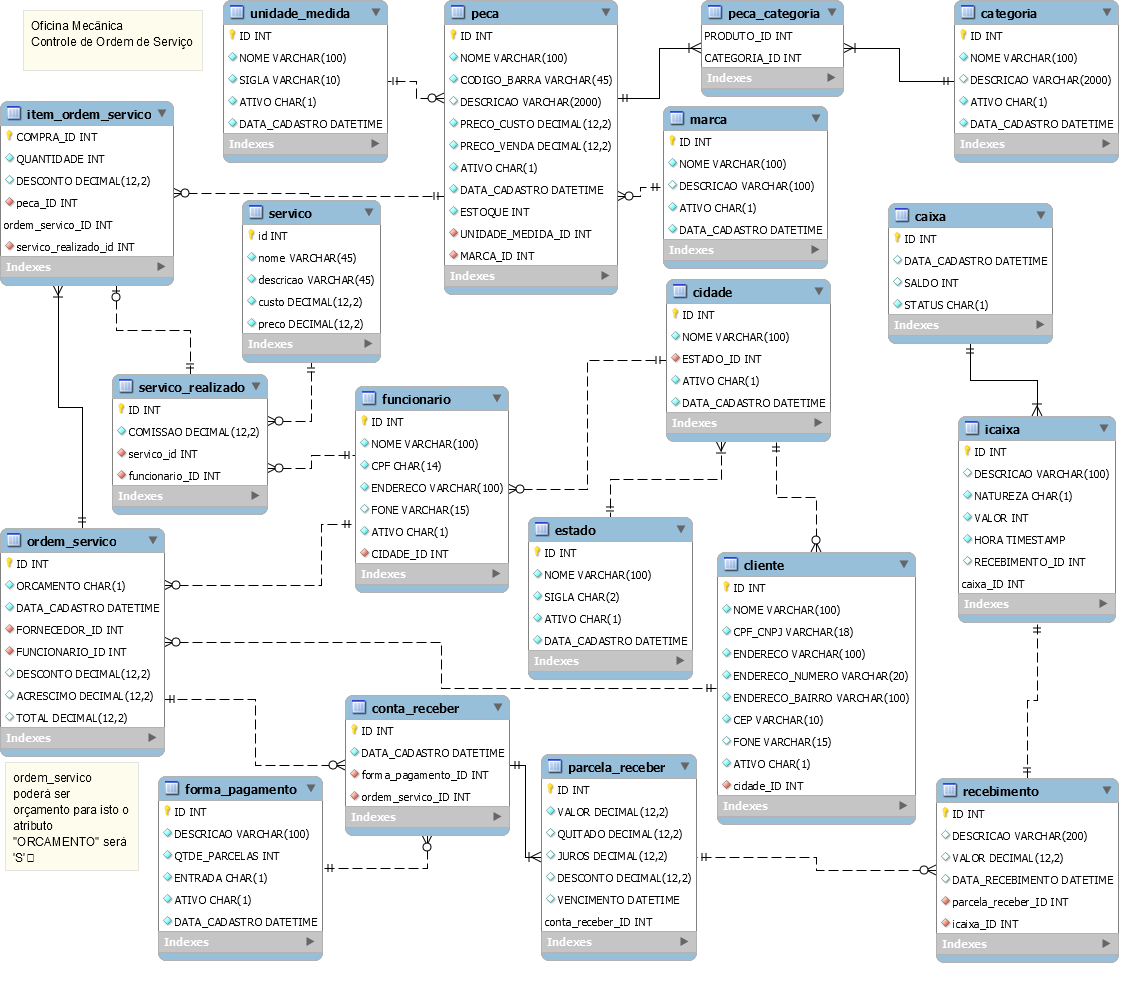 Oficina Mecânica
Controle de Ordem de Serviço
unidade_medida
ID INT
NOME VARCHAR(100)
SIGLA VARCHAR(10)
ATIVO CHAR(1)
DATA_CADASTRO DATETIME
Indexes
peca
ID INT
NOME VARCHAR(100)
CODIGO_BARRA VARCHAR(45)
DESCRICAO VARCHAR(2000)
PRECO_CUSTO DECIMAL(12,2)
PRECO_VENDA DECIMAL(12,2)
ATIVO CHAR(1)
DATA_CADASTRO DATETIME
ESTOQUE INT
UNIDADE_MEDIDA_ID INT
MARCA_ID INT
Indexes
peca_categoria
PRODUTO_ID INT
CATEGORIA_ID INT
Indexes
categoria
ID INT
NOME VARCHAR(100)
DESCRICAO VARCHAR(2000)
ATIVO CHAR(1)
DATA_CADASTRO DATETIME
Indexes
item_ordem_servico
COMPRA_ID INT
QUANTIDADE INT
DESCONTO DECIMAL(12,2)
peca_ID INT
ordem_servico_ID INT
servico_realizado_id INT
Indexes
marca
ID INT
NOME VARCHAR(100)
DESCRICAO VARCHAR(100)
ATIVO CHAR(1)
DATA_CADASTRO DATETIME
Indexes
servico
id INT
nome VARCHAR(45)
descricao VARCHAR(45)
custo DECIMAL(12,2)
preco DECIMAL(12,2)
Indexes
caixa
ID INT
DATA_CADASTRO DATETIME
SALDO INT
STATUS CHAR(1)
Indexes
cidade
ID INT
NOME VARCHAR(100)
ESTADO_ID INT
ATIVO CHAR(1)
DATA_CADASTRO DATETIME
Indexes
servico_realizado
ID INT
COMISSAO DECIMAL(12,2)
servico_id INT
funcionario_ID INT
Indexes
funcionario
ID INT
NOME VARCHAR(100)
CPF CHAR(14)
ENDERECO VARCHAR(100)
FONE VARCHAR(15)
ATIVO CHAR(1)
CIDADE_ID INT
Indexes
icaixa
ID INT
DESCRICAO VARCHAR(100)
NATUREZA CHAR(1)
VALOR INT
HORA TIMESTAMP
RECEBIMENTO_ID INT
caixa_ID INT
Indexes
ordem_servico
ID INT
ORCAMENTO CHAR(1)
DATA_CADASTRO DATETIME
FORNECEDOR_ID INT
FUNCIONARIO_ID INT
DESCONTO DECIMAL(12,2)
ACRESCIMO DECIMAL(12,2)
TOTAL DECIMAL(12,2)
Indexes
estado
ID INT
NOME VARCHAR(100)
SIGLA CHAR(2)
ATIVO CHAR(1)
DATA_CADASTRO DATETIME
Indexes
cliente
ID INT
NOME VARCHAR(100)
CPF_CNPJ VARCHAR(18)
ENDERECO VARCHAR(100)
ENDERECO_NUMERO VARCHAR(20)
ENDERECO_BAIRRO VARCHAR(100)
CEP VARCHAR(10)
FONE VARCHAR(15)
ATIVO CHAR(1)
cidade_ID INT
Indexes
conta_receber
ID INT
DATA_CADASTRO DATETIME
forma_pagamento_ID INT
ordem_servico_ID INT
Indexes
ordem_servico
poderá ser
orçamento para isto o
atributo
"ORCAMENTO" será
'S'
forma_pagamento
ID INT
DESCRICAO VARCHAR(100)
QTDE_PARCELAS INT
ENTRADA CHAR(1)
ATIVO CHAR(1)
DATA_CADASTRO DATETIME
Indexes
parcela_receber
ID INT
VALOR DECIMAL(12,2)
QUITADO DECIMAL(12,2)
JUROS DECIMAL(12,2)
DESCONTO DECIMAL(12,2)
VENCIMENTO DATETIME
conta_receber_ID INT
Indexes
recebimento
ID INT
DESCRICAO VARCHAR(200)
VALOR DECIMAL(12,2)
DATA_RECEBIMENTO DATETIME
parcela_receber_ID INT
icaixa_ID INT
Indexes